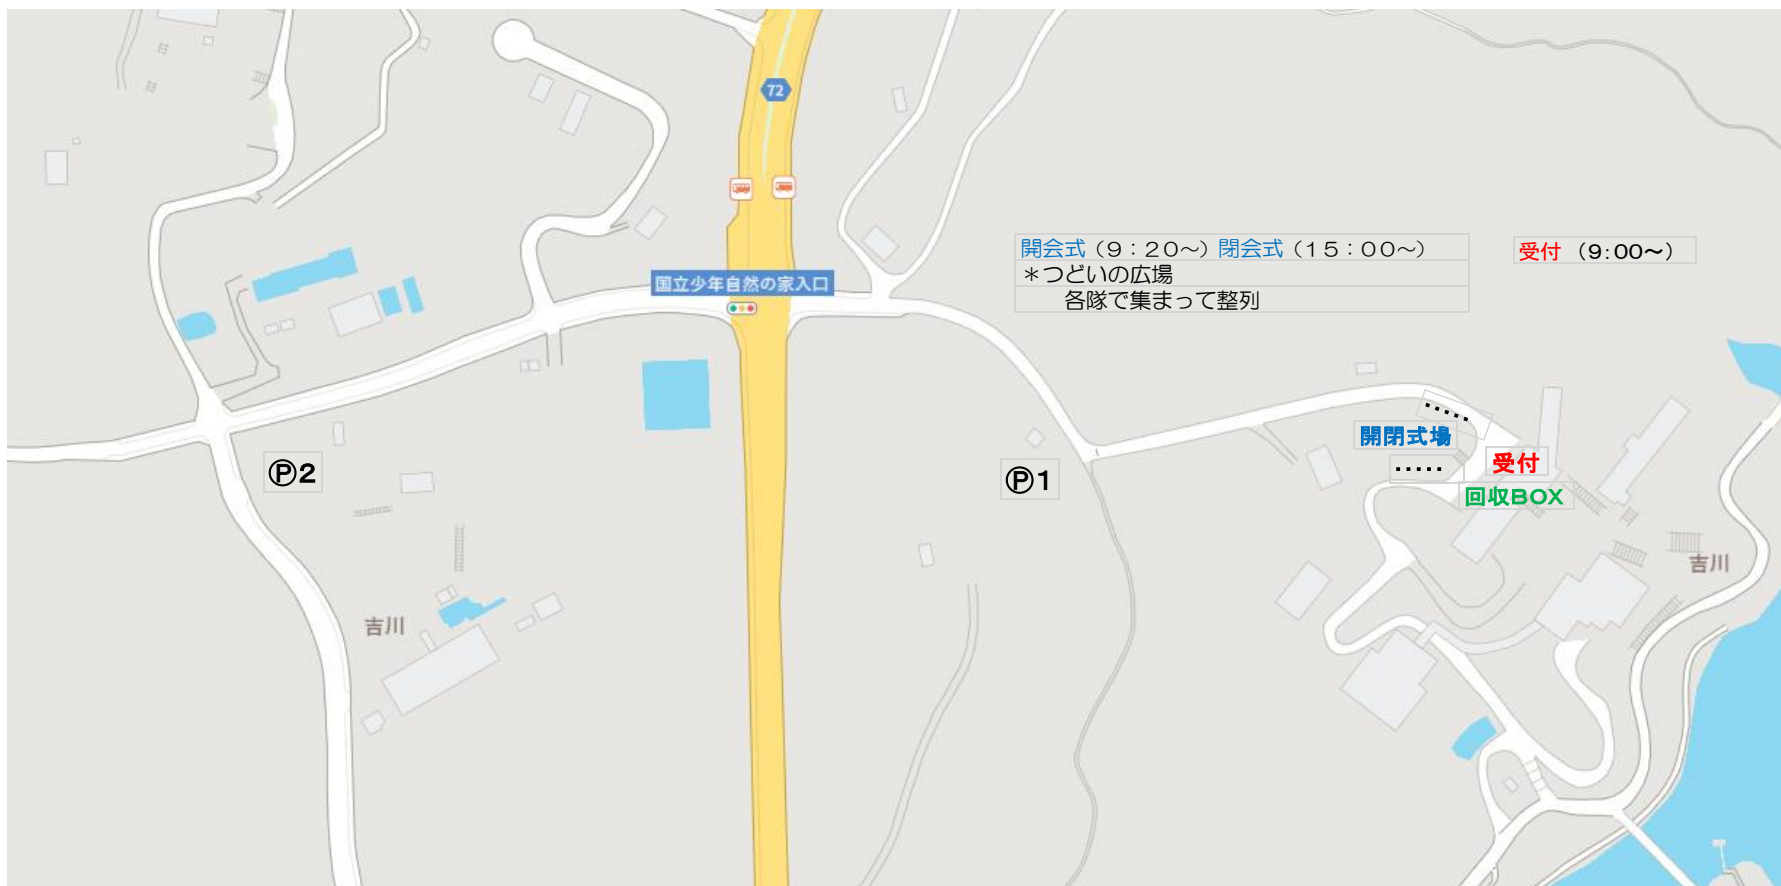 72
開会式（9：20～）閉会式（15：00～）
＊つどいの広場
各隊で集まって整列
受付（9:00～）
国立少年自然の家入口
開閉式場
受付
回収BOX
Ⓟ2
Ⓟ1
吉川
吉川